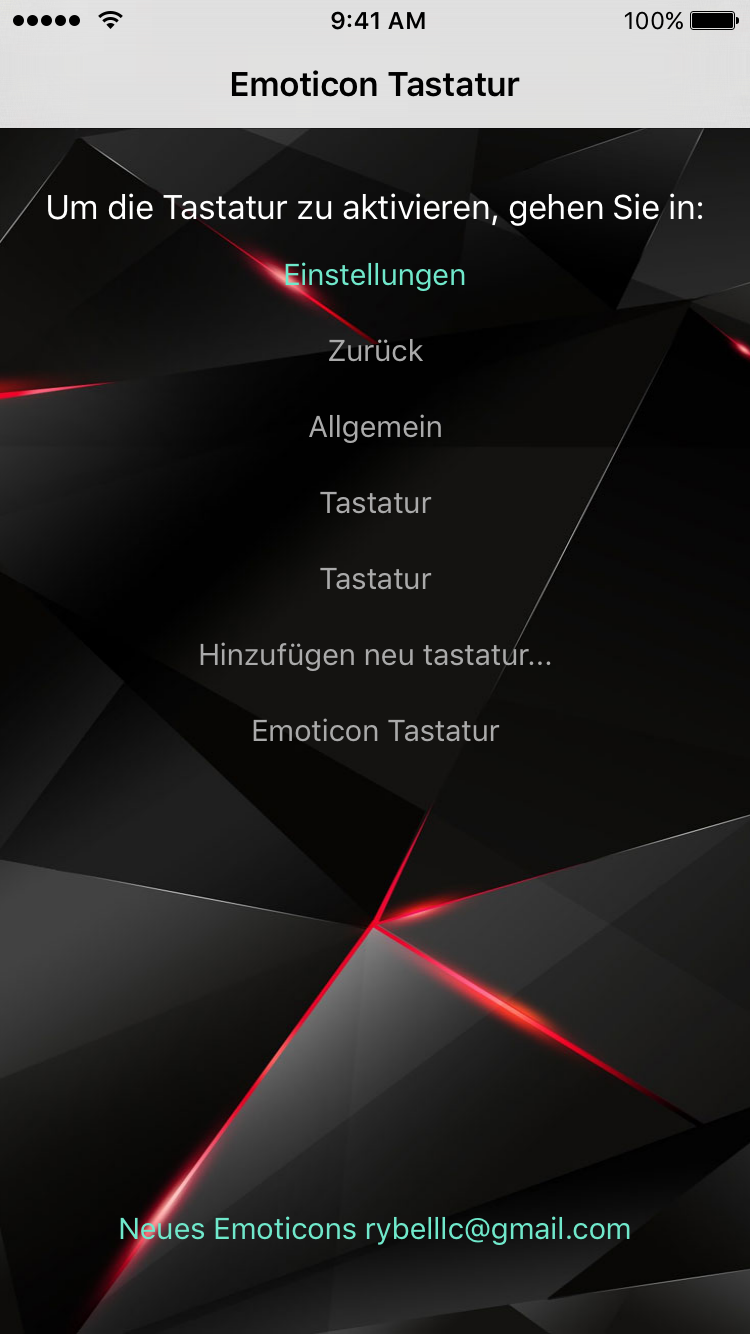 9:41 AM 100%
Emoticon Tastatur
Um die Tastatur zu aktivieren, gehen Sie in:
Einstellungen
Zurück
Allgemein
Tastatur
Tastatur
Hinzufügen neu tastatur...
Emoticon Tastatur
Neues Emoticons rybelllc@gmail.com